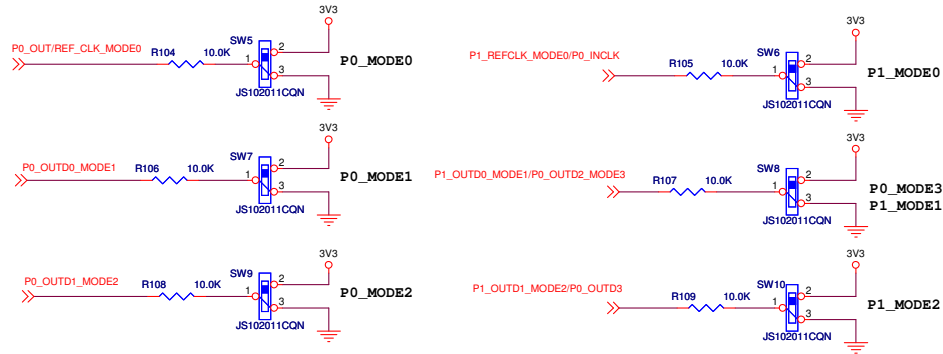 3V3
P0_OUT/REF_CLK_MODE0
R104
10.0K
SW5
1
2
3
JS102011CQN
P0_MODE0
3V3
P1_REFCLK_MODE0/P0_INCLK
R105
10.0K
SW6
1
2
3
JS102011CQN
P1_MODE0
3V3
P0_OUTD0_MODE1
R106
10.0K
SW7
1
2
3
JS102011CQN
P0_MODE1
3V3
P1_OUTD0_MODE1/P0_OUTD2_MODE3
R107
10.0K
SW8
1
2
3
JS102011CQN
P0_MODE3
P1_MODE1
3V3
P0_OUTD1_MODE2
R108
10.0K
SW9
1
2
3
JS102011CQN
P0_MODE2
3V3
P1_OUTD1_MODE2/P0_OUTD3
R109
10.0K
SW10
1
2
3
JS102011CQN
P1_MODE2